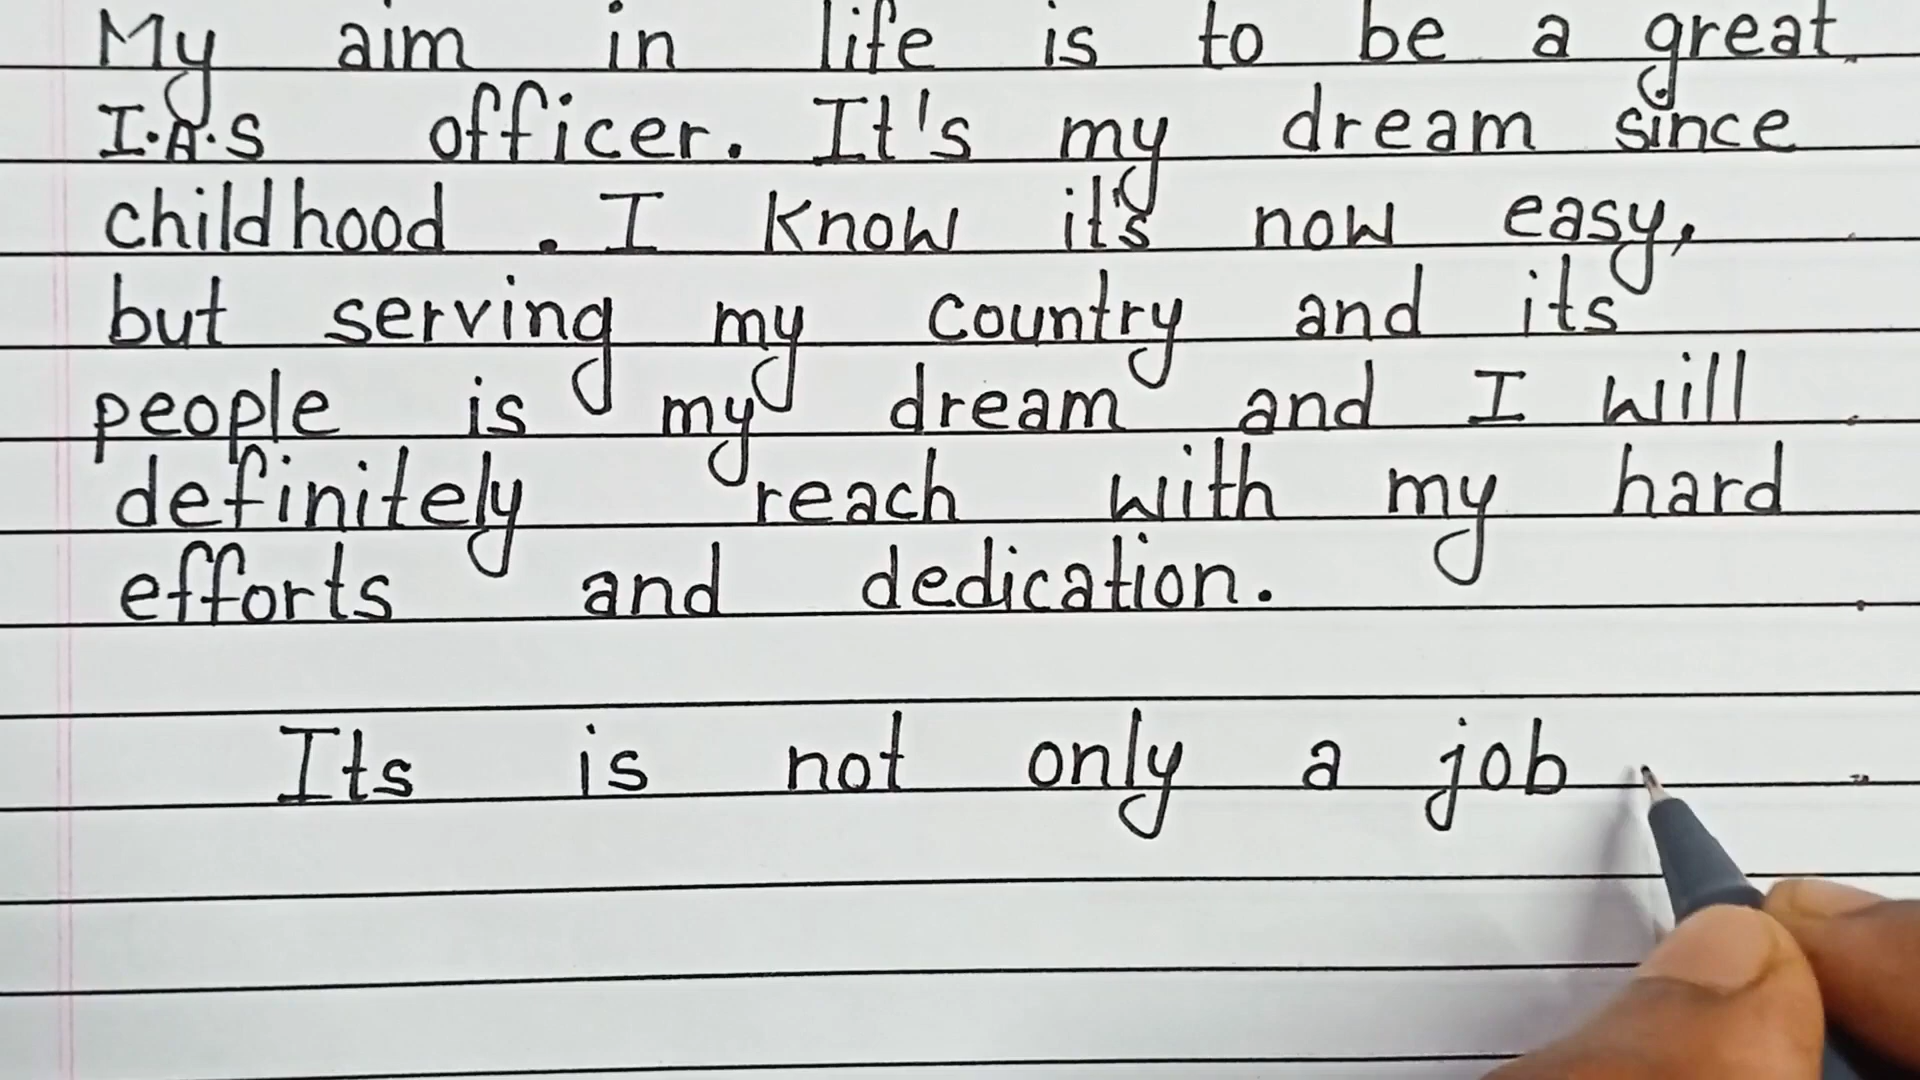 My aim in life is to be a great
I.A.S officer. It's my dream since
childhood . I know it's now easy,
but serving my country and its
people is my dream and I will
definitely reach with my hard
efforts and dedication.
Its is not only a job